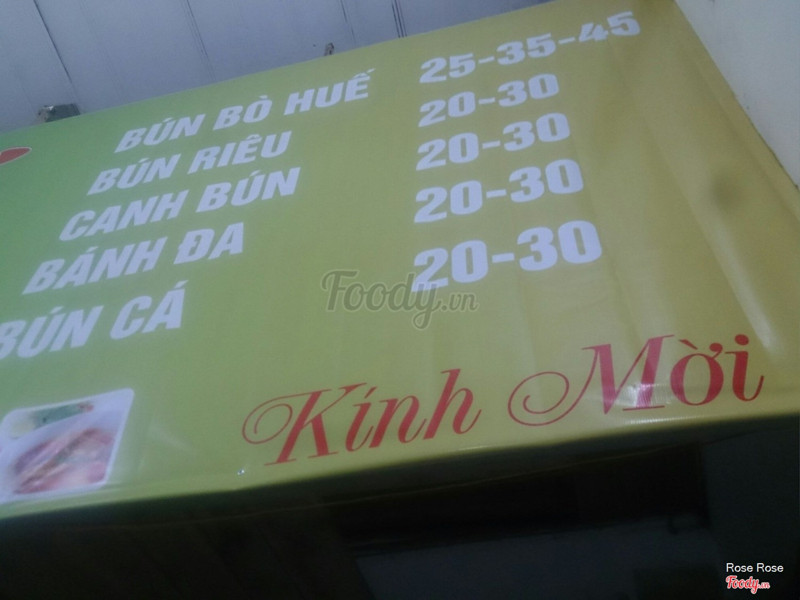 BÚN BÒ HUẾ 25-35-45
BÚN RIÊU 20-30
CANH BÚN 20-30
BÁNH ĐA 20-30
BÚN CÁ 20-30
Kính Mời
Foody.vn
Rose Rose
Foody.vn